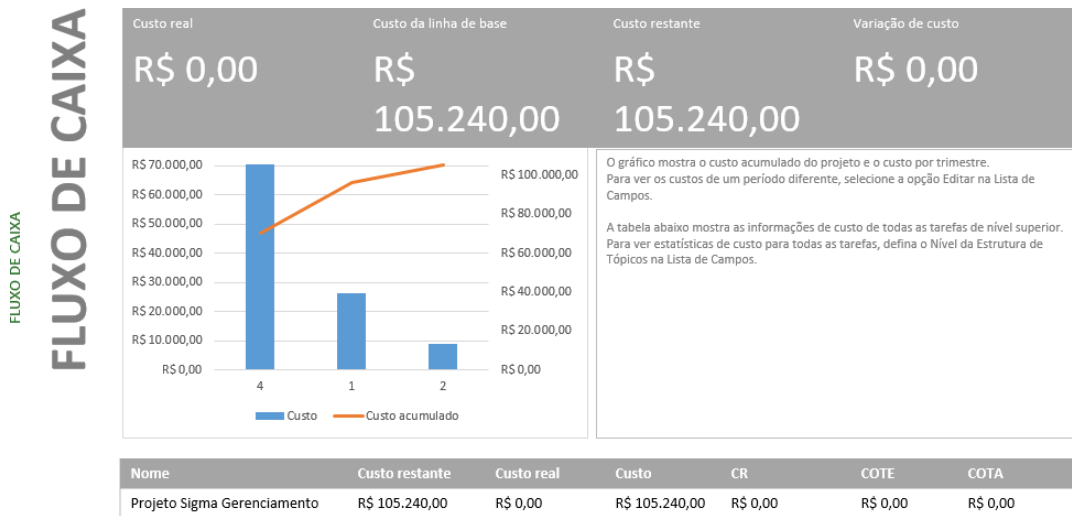 FLUXO DE CAIXA
FLUXO DE CAIXA
Custo real
R$ 0,00
Custo da linha de base
R$
105.240,00
Custo restante
R$
105.240,00
Variação de custo
R$ 0,00
R$ 70.000,00
R$ 60.000,00
R$ 50.000,00
R$ 40.000,00
R$ 30.000,00
R$ 20.000,00
R$ 10.000,00
R$ 0,00
R$ 100.000,00
R$ 80.000,00
R$ 60.000,00
R$ 40.000,00
R$ 20.000,00
R$ 0,00
4 1 2
Custo Custo acumulado
O gráfico mostra o custo acumulado do projeto e o custo por trimestre.
Para ver os custos de um período diferente, selecione a opção Editar na Lista de
Campos.
A tabela abaixo mostra as informações de custo de todas as tarefas de nível superior.
Para ver estatísticas de custo para todas as tarefas, defina o Nível da Estrutura de
Tópicos na Lista de Campos.
Nome Custo restante Custo real Custo CR COTE COTA
Projeto Sigma Gerenciamento R$ 105.240,00 R$ 0,00 R$ 105.240,00 R$ 0,00 R$ 0,00 R$ 0,00